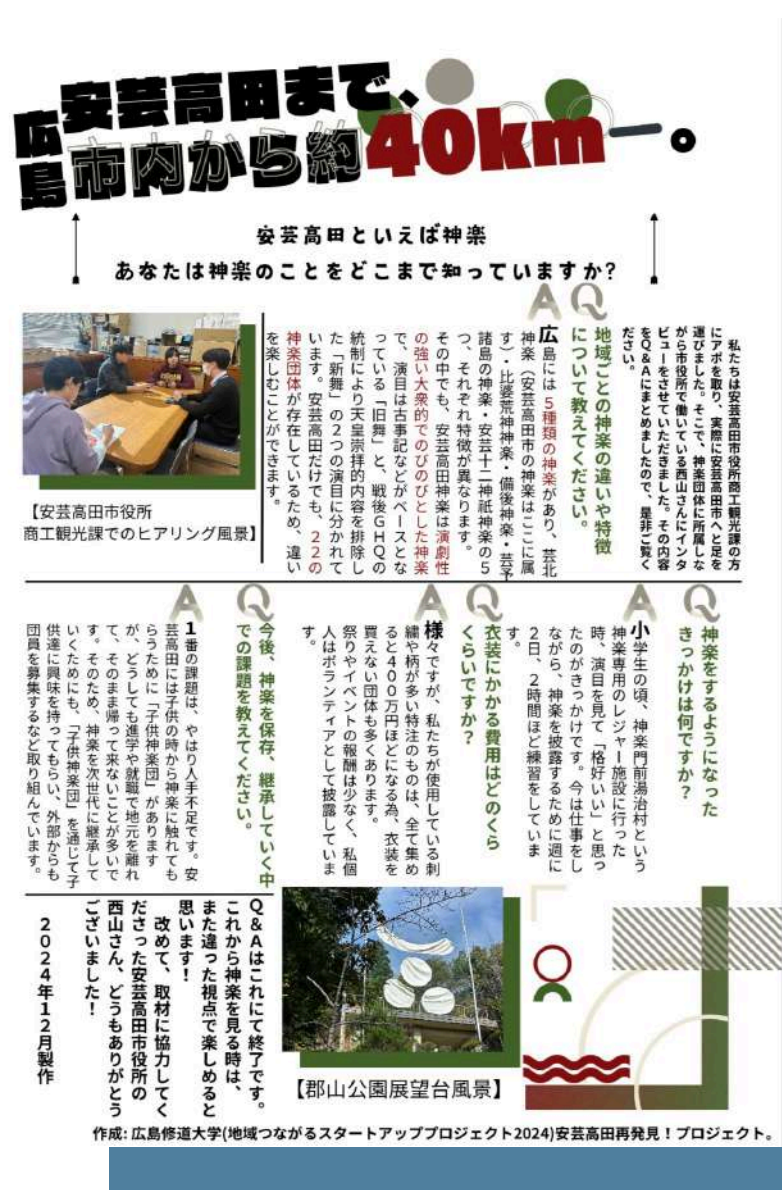 安芸高田まで、
広島市内から約40km―。
安芸高田といえば神楽
あなたは神楽のことをどこまで知っていますか?
私たちは安芸高田市役所商工観光課の方
にアポを取り、実際に安芸高田市へと足を
運びました。そこで、神楽団体に所属しな
がら市役所で働いている西山さんにインタ
ビューをさせていただきました。その内容
をQ&Aにまとめましたので、是非ご覧く
ださい。
Q
地域ごとの神楽の違いや特徴
について教えてください。
A
広島には5種類の神楽があり、芸北
神楽(安芸高田市の神楽はここに属
す)・比婆荒神神楽・備後神楽・芸予
諸島の神楽・安芸十二神祇神楽の5
つ、それぞれ特徴が異なります。
その中でも、安芸高田神楽は演劇性
の強い大衆的でのびのびとした神楽
で、演目は古事記などがベースとな
っている「旧舞」と、戦後GHQの
統制により天皇崇拝的内容を排除し
た「新舞」の2つの演目に分かれて
います。安芸高田だけでも、22の
神楽団体が存在しているため、違い
を楽しむことができます。
【安芸高田市役所
商工観光課でのヒアリング風景】
Q
神楽をするようになった
きっかけは何ですか?
A
小学生の頃、神楽門前湯治村という
神楽専用のレジャー施設に行った
時、演目を見て「格好いい」と思っ
たのがきっかけです。今は仕事をし
ながら、神楽を披露するために週に
2日、2時間ほど練習をしていま
す。
Q
衣装にかかる費用はどのくら
くらいですか?
A
様々ですが、私たちが使用している刺
繍や柄が多い特注のものは、全て集め
ると400万円ほどになる為、衣装を
買えない団体も多くあります。
祭りやイベントの報酬は少なく、私個
人はボランティアとして披露していま
す。
Q
今後、神楽を保存、継承していく中
での課題を教えてください。
A
1番の課題は、やはり人手不足です。安
芸高田には子供の時から神楽に触れても
らうために「子供神楽団」があります
が、どうしても進学や就職で地元を離れ
て、そのまま帰って来ないことが多いで
す。そのため、神楽を次世代に継承して
いくためにも、「子供神楽団」を通じて子
供達に興味を持ってもらい、外部からも
団員を募集するなど取り組んでいます。
【郡山公園展望台風景】
Q&Aはこれにて終了です。
これから神楽を見る時は、
また違った視点で楽しめると
思います!
改めて、取材に協力してく
ださった安芸高田市役所の
西山さん、どうもありがとう
ございました!
2024年12月製作
作成: 広島修道大学(地域つながるスタートアッププロジェクト2024)安芸高田再発見!プロジェクト。